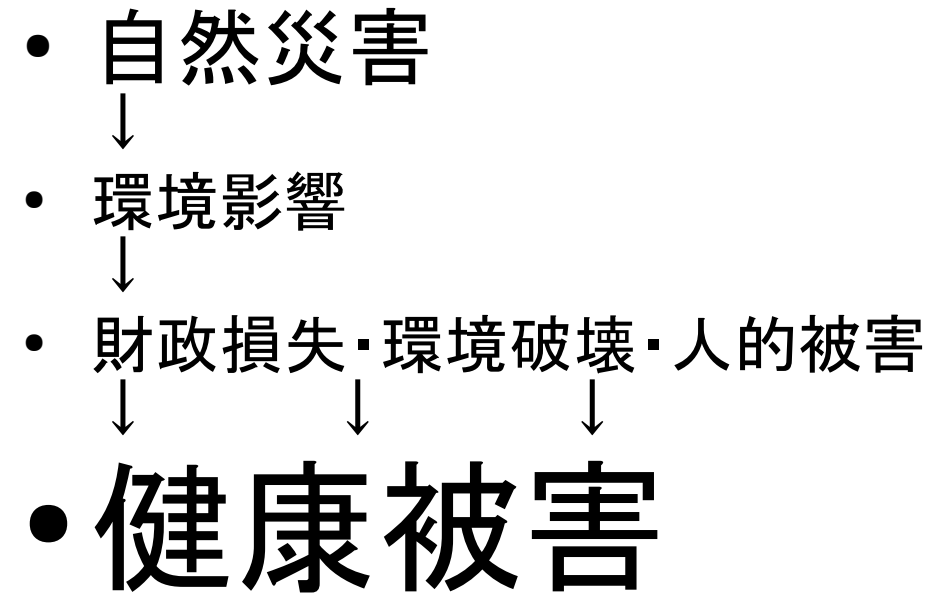 • 自然災害
↓
• 環境影響
↓
• 財政損失・環境破壊・人的被害
↓ ↓ ↓
• 健康被害